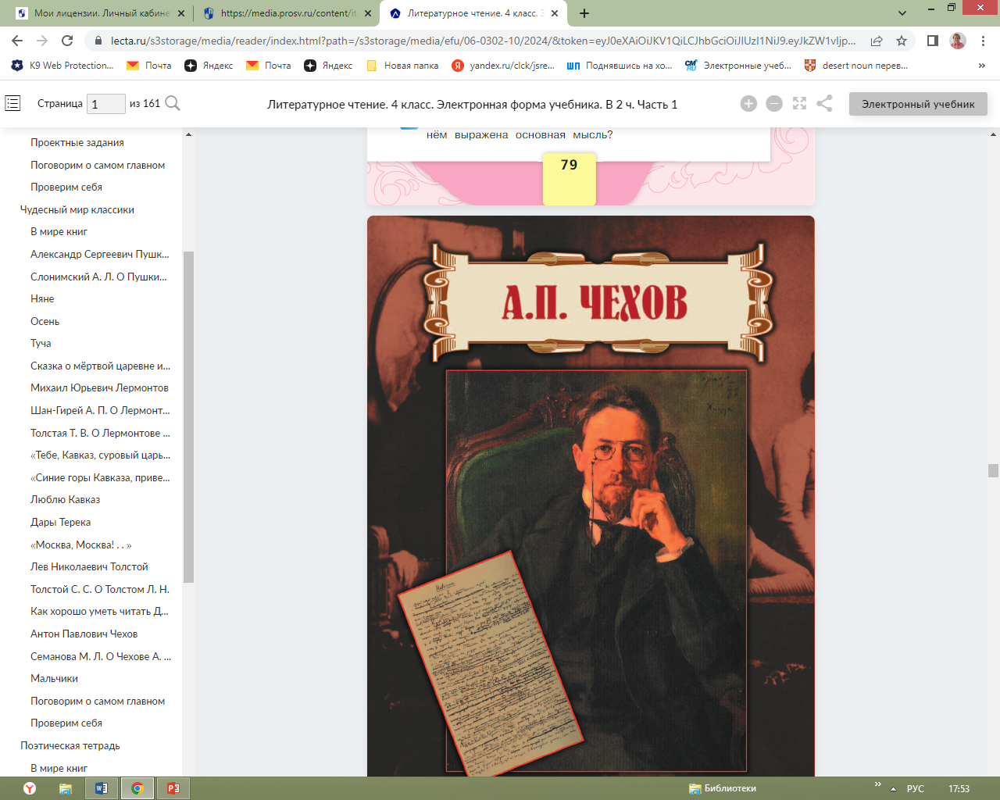 Мои лицензии. Личный кабине
https://media.prosv.ru/content/it
Литературное чтение. 4 класс. Э
lecta.ru/s3storage/media/reader/index.html?path=/s3storage/media/efu/06-0302-10/2024/&token=eyJ0eXAiOiJKV1QiLCJhbGciOiJIUzI1NiJ9.eyJkZW1vIjp...
K9 Web Protection...
Почта
Яндекс
Почта
Яндекс
Новая папка
yandex.ru/clck/jsre...
Поднявшись на хо...
Электронные учеб...
desert noun перев...
»
Страница 1 из 161
Литературное чтение. 4 класс. Электронная форма учебника. В 2 ч. Часть 1
Электронный учебник
Проектные задания
Поговорим о самом главном
Проверим себя
Чудесный мир классики
В мире книг
Александр Сергеевич Пушк...
Слонимский А. Л. О Пушки...
Няне
Осень
Туча
Сказка о мёртвой царевне и...
Михаил Юрьевич Лермонтов
Шан-Гирей А. П. О Лермонт...
Толстая Т. В. О Лермонтове ...
«Тебе, Кавказ, суровый царь...
«Синие горы Кавказа, приве...
Люблю Кавказ
Дары Терека
«Москва, Москва! . . »
Лев Николаевич Толстой
Толстой С. С. О Толстом Л. Н.
Как хорошо уметь читать Д...
Антон Павлович Чехов
Семанова М. Л. О Чехове А. ...
Мальчики
Поговорим о самом главном
Проверим себя
Поэтическая тетрадь
В мире книг
нём выражена основная мысль?
79
А.П. ЧЕХОВ
Библиотеки
»
РУС
17:53